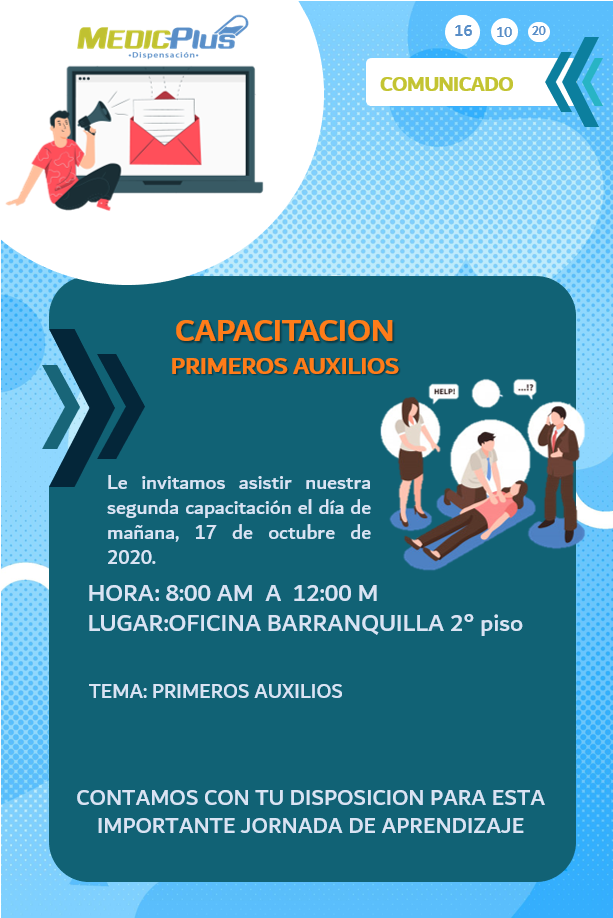 MEDICPlus
•Dispensación•
16 10 20
COMUNICADO
CAPACITACION
PRIMEROS AUXILIOS
HELP!
...!?
Le invitamos asistir nuestra
segunda capacitación el día de
mañana, 17 de octubre de
2020.
HORA: 8:00 AM A 12:00 M
LUGAR:OFICINA BARRANQUILLA 2° piso
TEMA: PRIMEROS AUXILIOS
CONTAMOS CON TU DISPOSICION PARA ESTA
IMPORTANTE JORNADA DE APRENDIZAJE